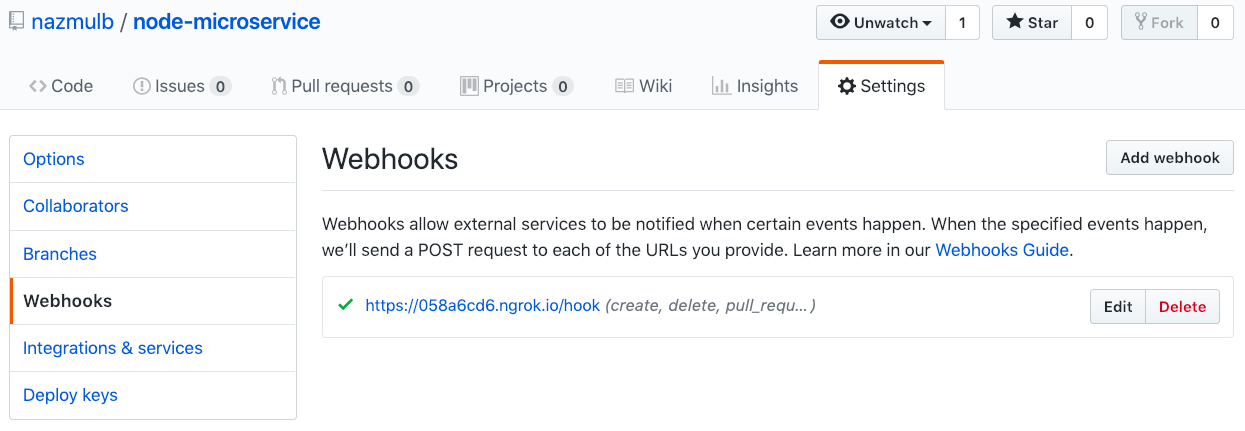 nazmulb / node-microservice
Unwatch 1
Star 0
Fork 0
Code
Issues 0
Pull requests 0
Projects 0
Wiki
Insights
Settings
Options
Collaborators
Branches
Webhooks
Integrations & services
Deploy keys
Webhooks
Add webhook
Webhooks allow external services to be notified when certain events happen. When the specified events happen,
we’ll send a POST request to each of the URLs you provide. Learn more in our Webhooks Guide.
https://058a6cd6.ngrok.io/hook (create, delete, pull_requ… )
Edit
Delete